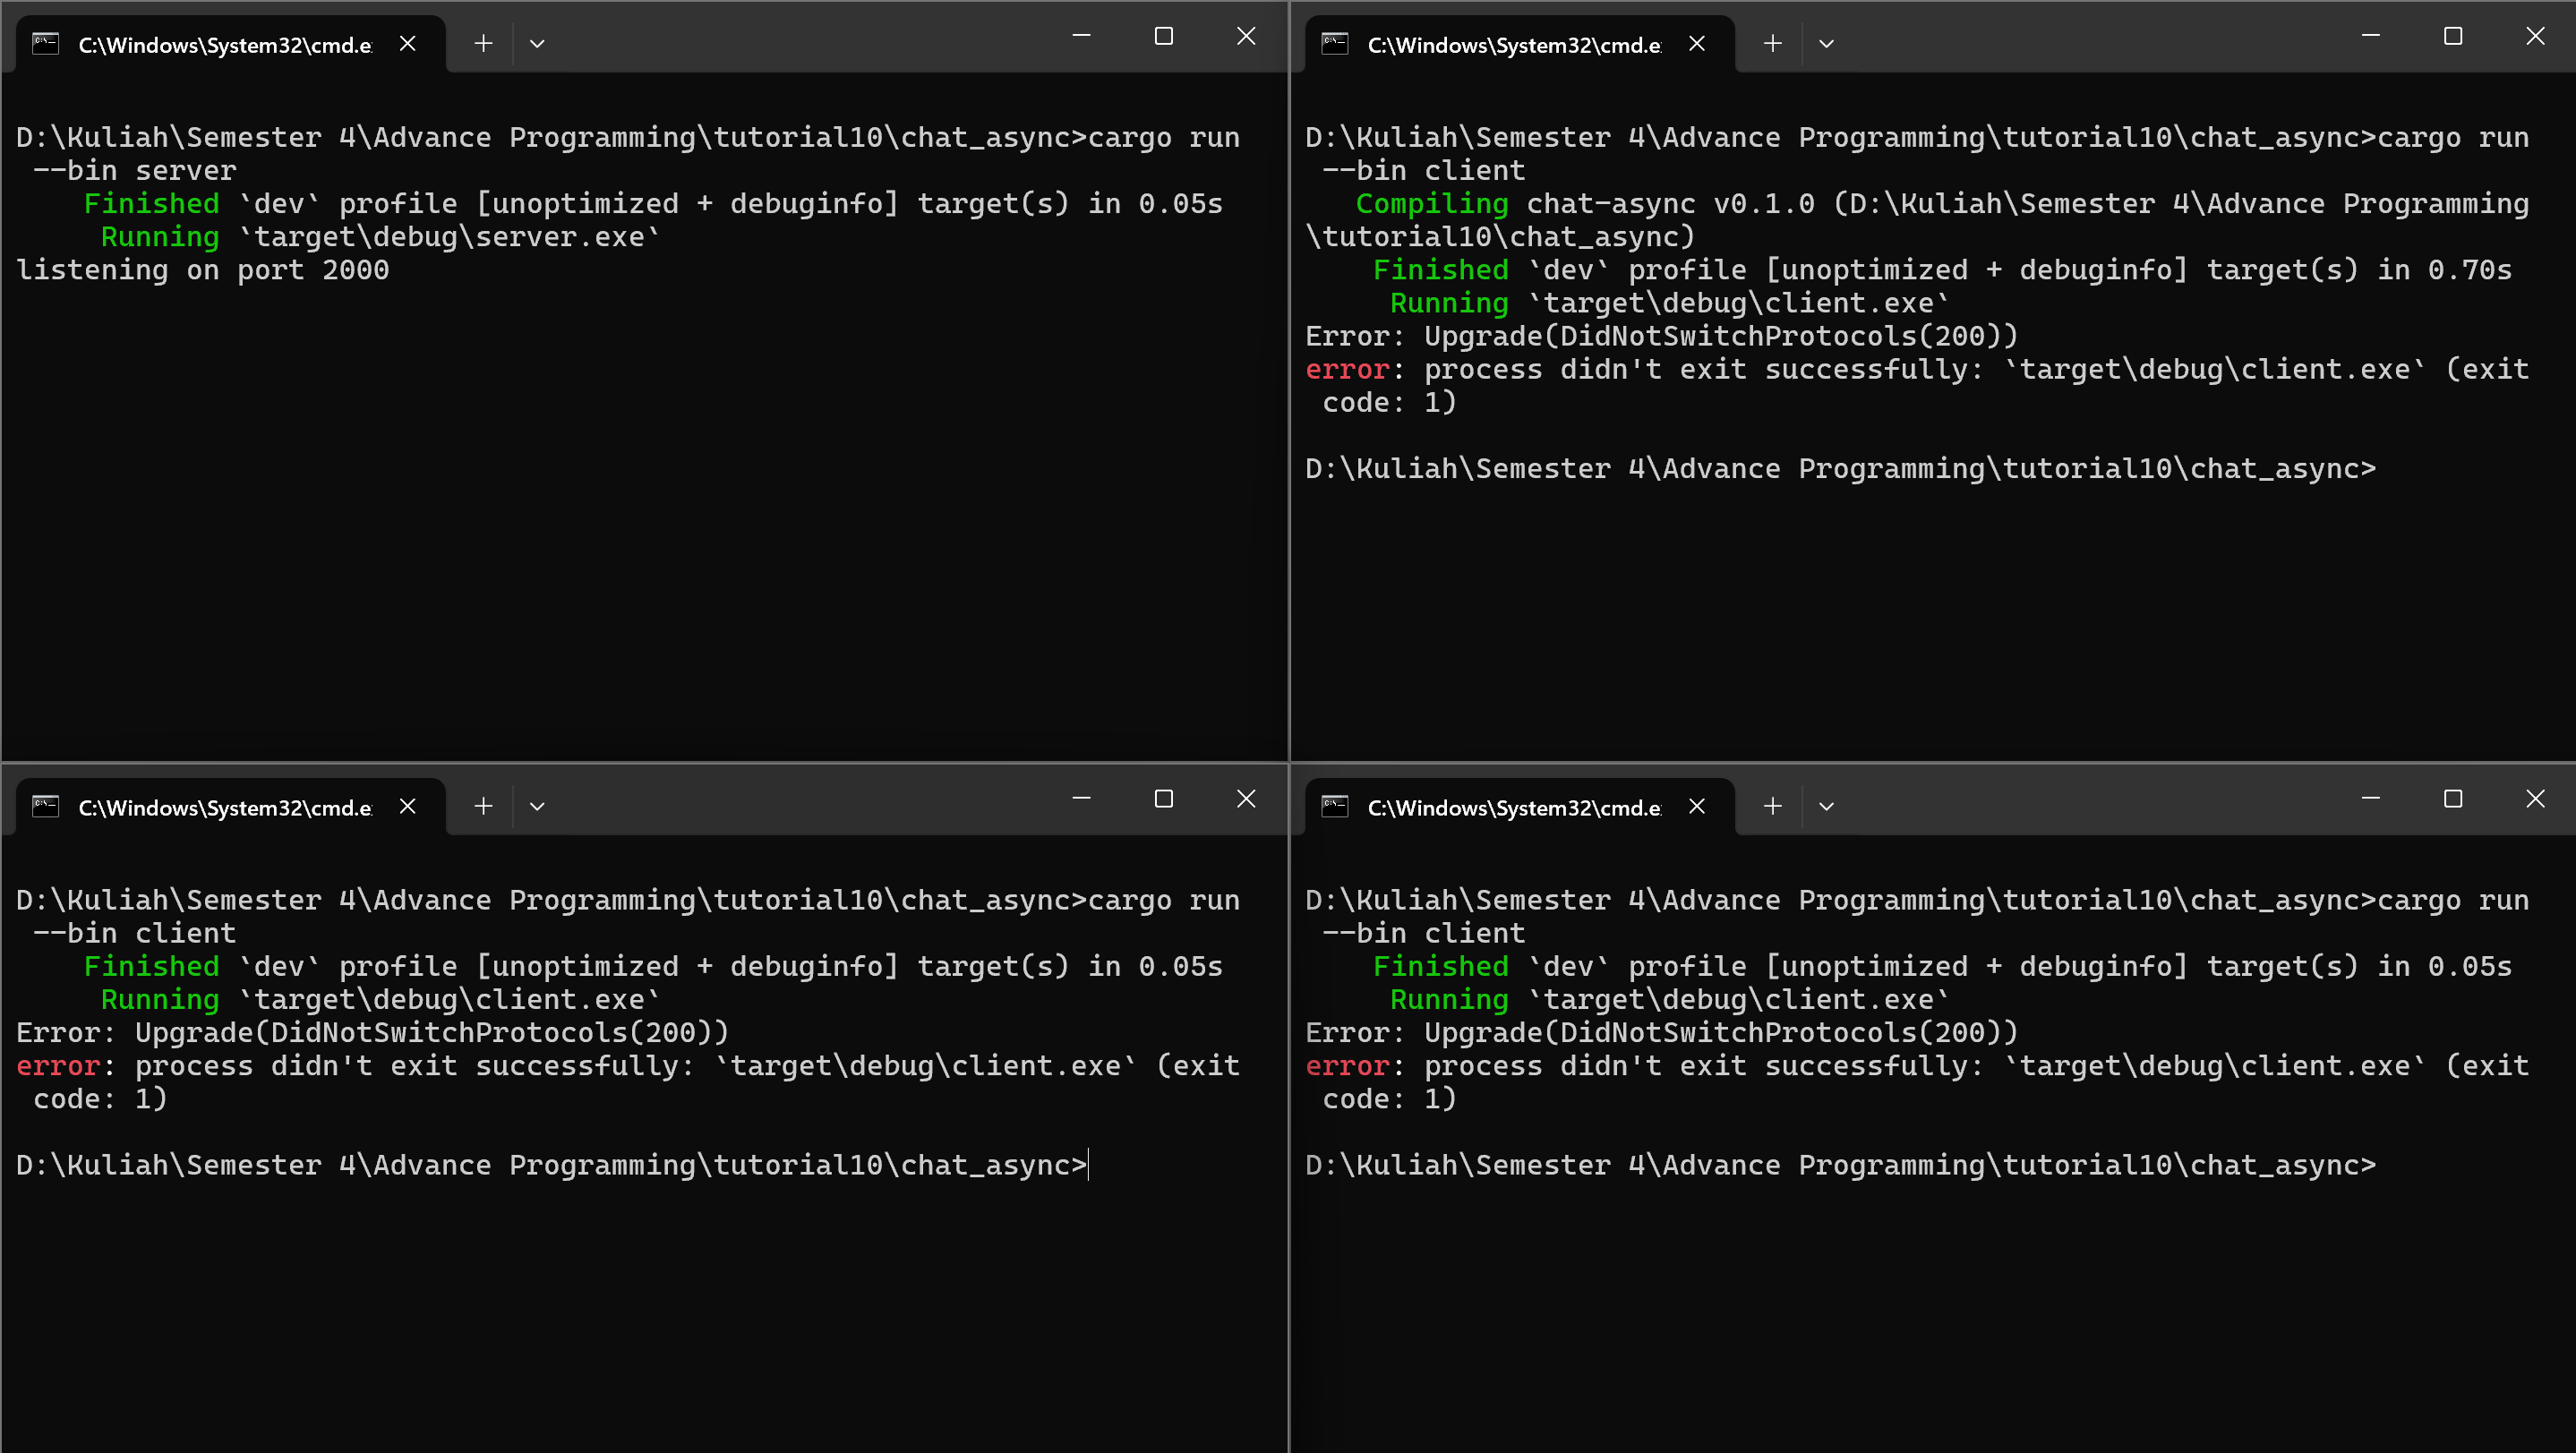 C:\Windows\System32\cmd.e
D:\Kuliah\Semester 4\Advance Programming\tutorial10\chat_async>cargo run
 --bin server
    Finished `dev` profile [unoptimized + debuginfo] target(s) in 0.05s
     Running `target\debug\server.exe`
listening on port 2000
C:\Windows\System32\cmd.e
D:\Kuliah\Semester 4\Advance Programming\tutorial10\chat_async>cargo run
 --bin client
   Compiling chat-async v0.1.0 (D:\Kuliah\Semester 4\Advance Programming
\tutorial10\chat_async)
    Finished `dev` profile [unoptimized + debuginfo] target(s) in 0.70s
     Running `target\debug\client.exe`
Error: Upgrade(DidNotSwitchProtocols(200))
error: process didn't exit successfully: `target\debug\client.exe` (exit
 code: 1)
D:\Kuliah\Semester 4\Advance Programming\tutorial10\chat_async>
C:\Windows\System32\cmd.e
D:\Kuliah\Semester 4\Advance Programming\tutorial10\chat_async>cargo run
 --bin client
    Finished `dev` profile [unoptimized + debuginfo] target(s) in 0.05s
     Running `target\debug\client.exe`
Error: Upgrade(DidNotSwitchProtocols(200))
error: process didn't exit successfully: `target\debug\client.exe` (exit
 code: 1)
D:\Kuliah\Semester 4\Advance Programming\tutorial10\chat_async>
C:\Windows\System32\cmd.e
D:\Kuliah\Semester 4\Advance Programming\tutorial10\chat_async>cargo run
 --bin client
    Finished `dev` profile [unoptimized + debuginfo] target(s) in 0.05s
     Running `target\debug\client.exe`
Error: Upgrade(DidNotSwitchProtocols(200))
error: process didn't exit successfully: `target\debug\client.exe` (exit
 code: 1)
D:\Kuliah\Semester 4\Advance Programming\tutorial10\chat_async>